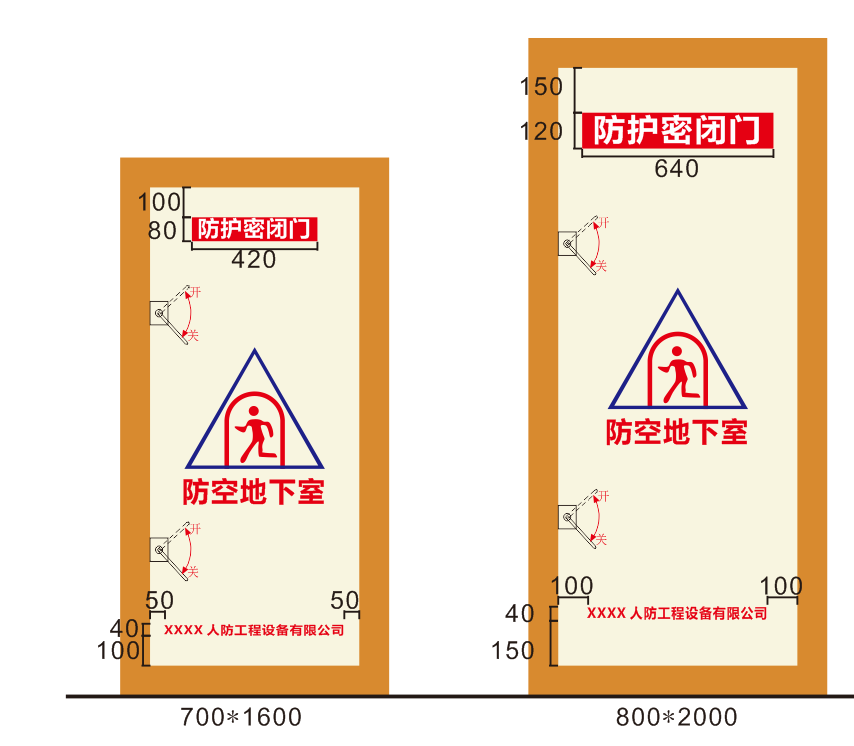 100
80
防护密闭门
420
开
关
防空地下室
开
关
50
50
40
XXXX 人防工程设备有限公司
100
700*1600
150
120
防护密闭门
640
开
关
防空地下室
开
关
100
100
40
XXXX 人防工程设备有限公司
150
800*2000